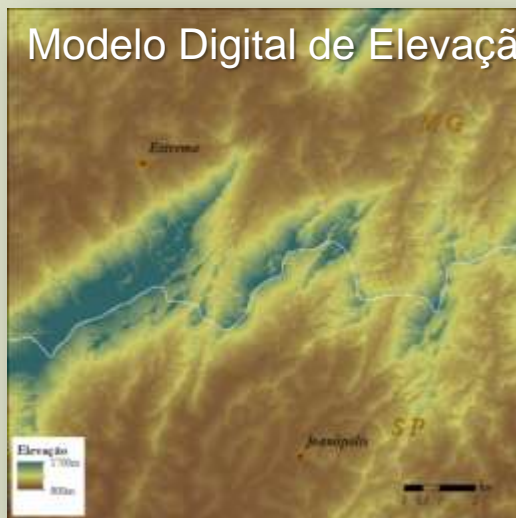 Modelo Digital de Elevaçã
MG
Extrema
SP
Joanópolis
Elevação
1700m
800m